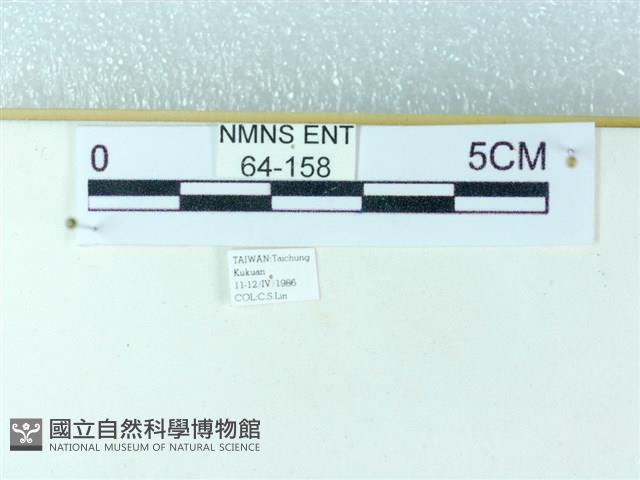 NMNS ENT
64-158
0
5CM
TAIWAN:Taichung
Kukuan
11-12/IV/1986
COL:C.S.Lin
國立自然科學博物館
NATIONAL MUSEUM OF NATURAL SCIENCE